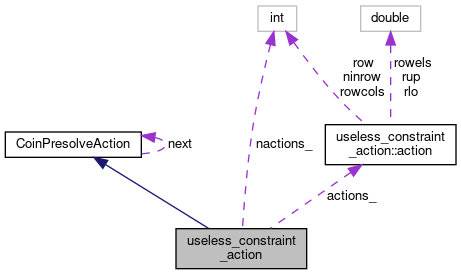 int
double
row
ninrow
rowcols
rowels
rup
rlo
CoinPresolveAction
next
nactions_
useless_constraint
_action::action
actions_
useless_constraint
_action